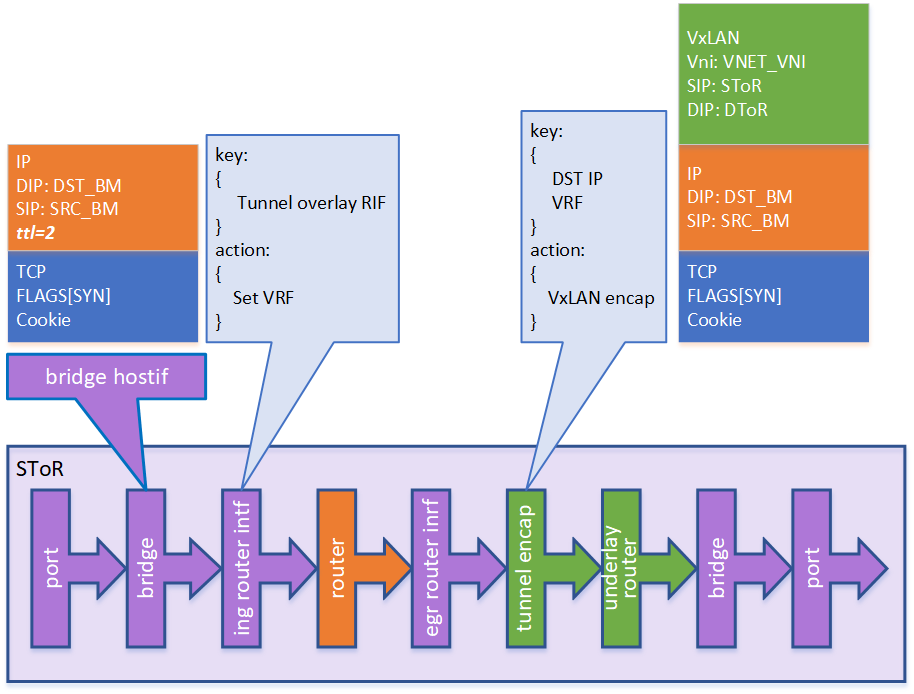 VxLAN
Vni: VNET_VNI
SIP: SToR
DIP: DToR
IP
DIP: DST_BM
SIP: SRC_BM
ttl=2
TCP
FLAGS[SYN]
Cookie
key:
{
Tunnel overlay RIF
}
action:
{
Set VRF
}
key:
{
DST IP
VRF
}
action:
{
VxLAN encap
}
IP
DIP: DST_BM
SIP: SRC_BM
TCP
FLAGS[SYN]
Cookie
bridge hostif
SToR
port
bridge
ing router intf
router
egr router inrf
tunnel encap
underlay
router
bridge
port